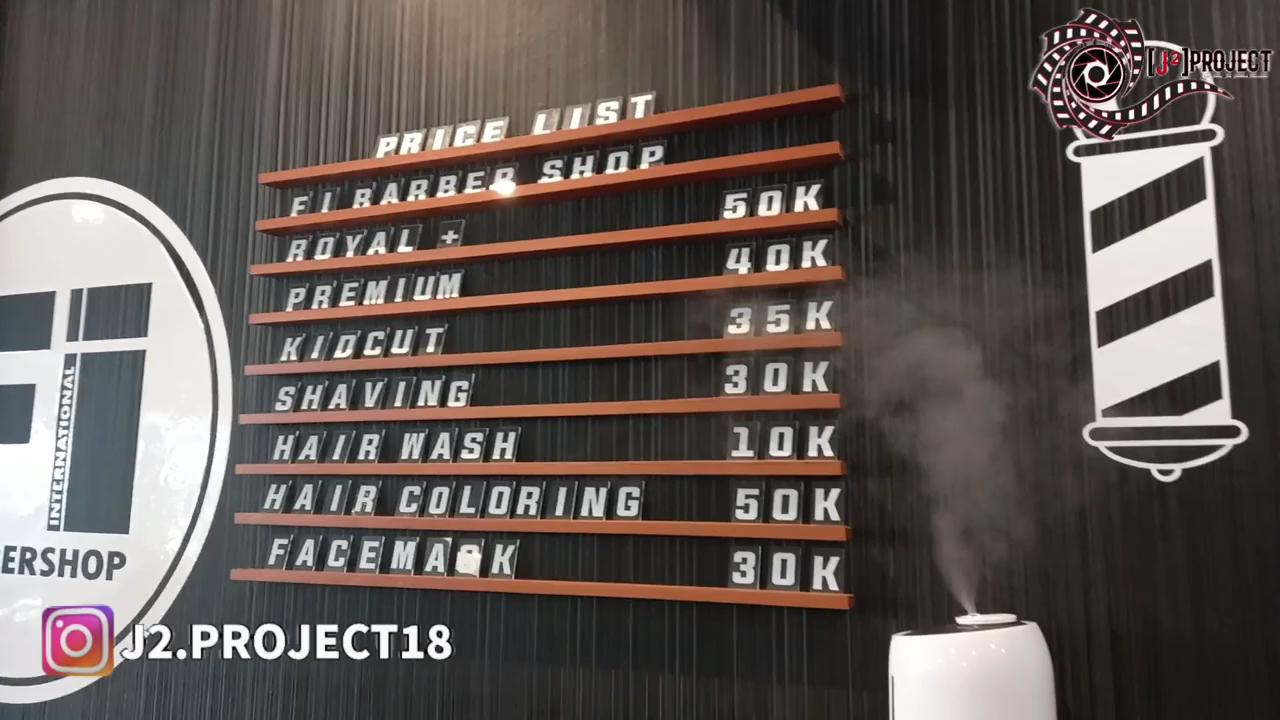 [J²]PROJECT
PRICE LIST
FI BARBER SHOP
ROYAL + 50K
PREMIUM 40K
KIDCUT 35K
SHAVING 30K
HAIR WASH 10K
HAIR COLORING 50K
FACEMASK 30K
INTERNATIONAL
ERSHOP
J2.PROJECT18